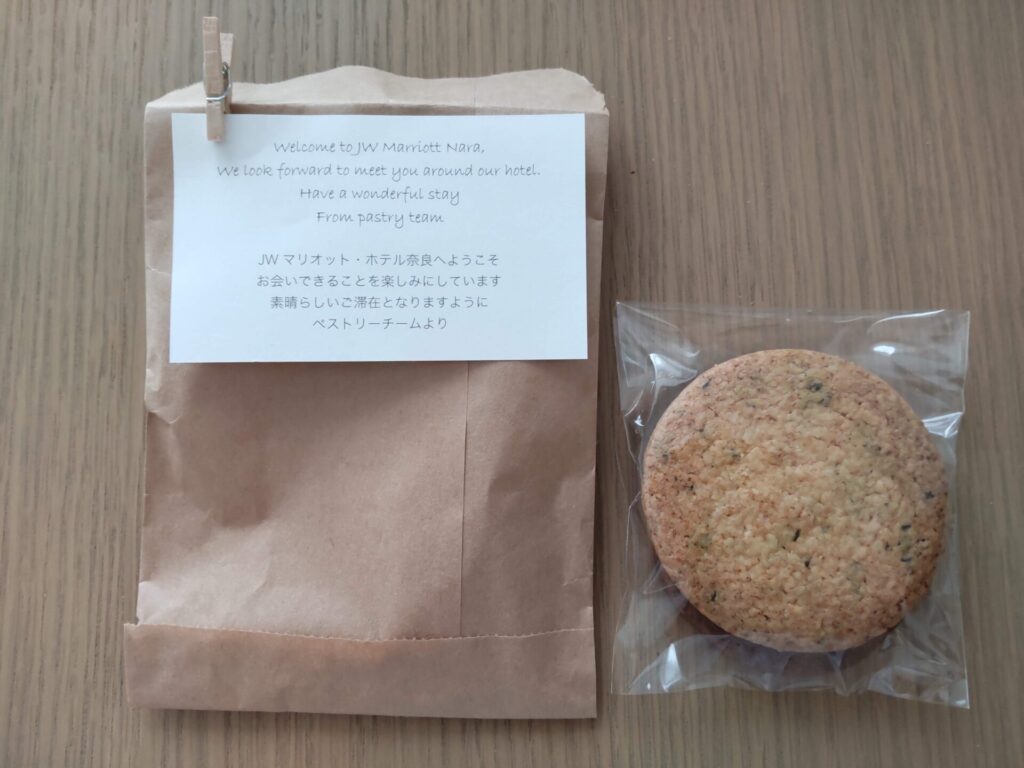 Welcome to JW Marriott Nara,
We look forward to meet you around our hotel.
Have a wonderful stay
From pastry team
JWマリオット・ホテル奈良へようこそ
お会いできることを楽しみにしています
素晴らしいご滞在となりますように
ペストリーチームより